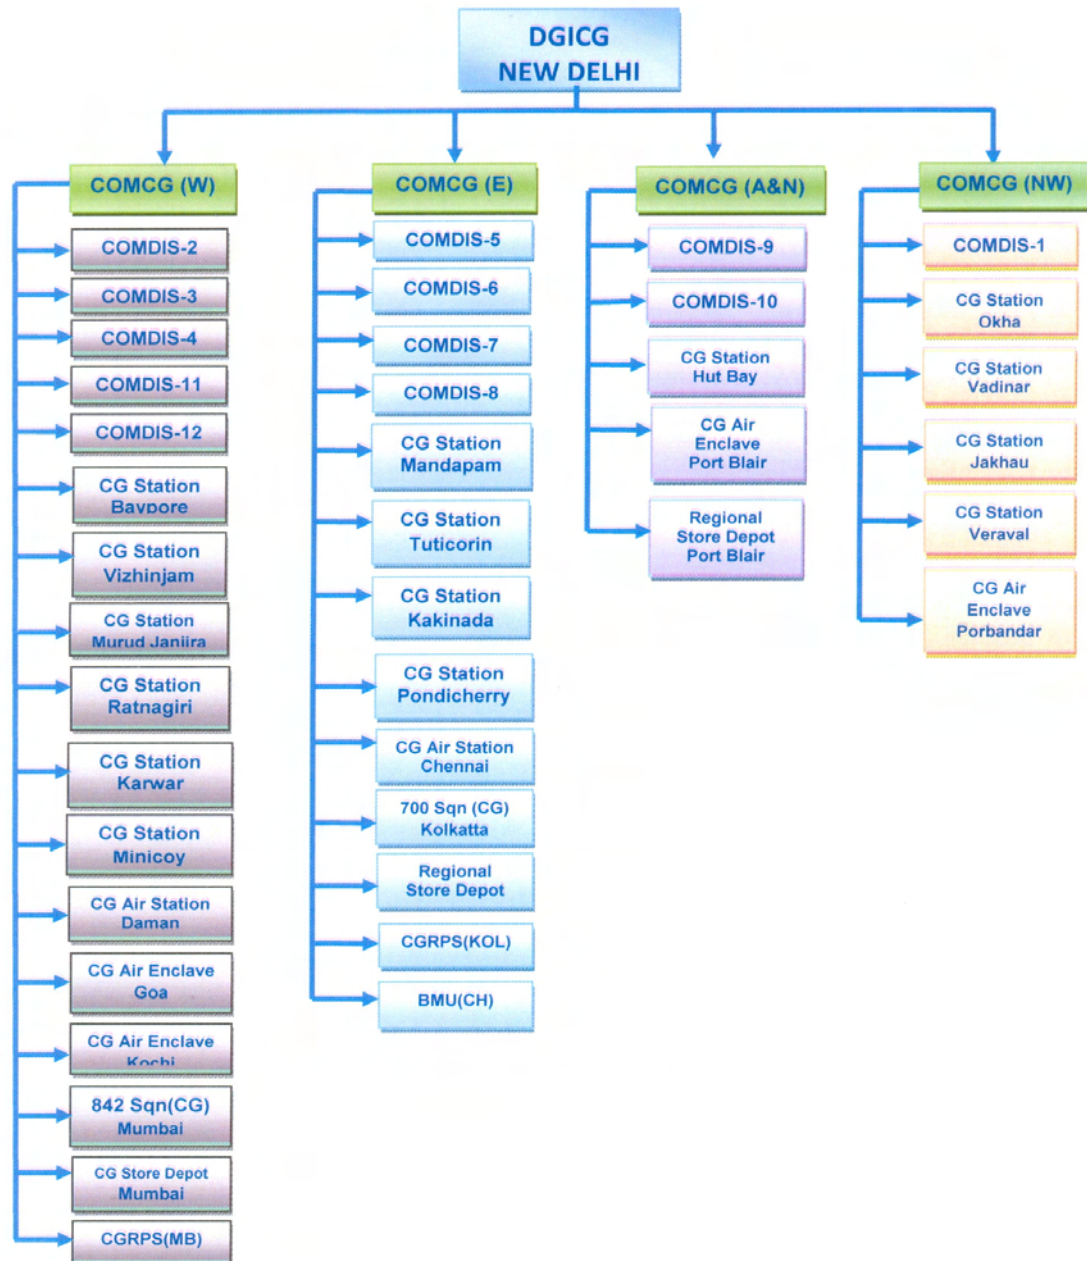 DGICG
NEW DELHI
COMCG (W)
COMDIS-2
COMDIS-3
COMDIS-4
COMDIS-11
COMDIS-12
CG Station
Baypore
CG Station
Vizhinjam
CG Station
Murud Janjira
CG Station
Ratnagiri
CG Station
Karwar
CG Station
Minicoy
CG Air Station
Daman
CG Air Enclave
Goa
CG Air Enclave
Kochi
842 Sqn(CG)
Mumbai
CG Store Depot
Mumbai
CGRPS(MB)
COMCG (E)
COMDIS-5
COMDIS-6
COMDIS-7
COMDIS-8
CG Station
Mandapam
CG Station
Tuticorin
CG Station
Kakinada
CG Station
Pondicherry
CG Air Station
Chennai
700 Sqn (CG)
Kolkatta
Regional
Store Depot
CGRPS(KOL)
BMU(CH)
COMCG (A&N)
COMDIS-9
COMDIS-10
CG Station
Hut Bay
CG Air
Enclave
Port Blair
Regional
Store Depot
Port Blair
COMCG (NW)
COMDIS-1
CG Station
Okha
CG Station
Vadinar
CG Station
Jakhau
CG Station
Veraval
CG Air
Enclave
Porbandar